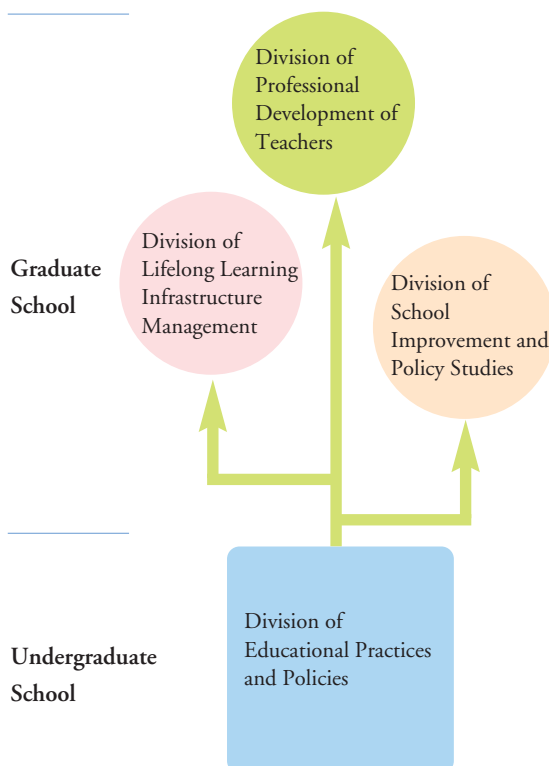 Division of
Professional
Development of
Teachers
Division of
Lifelong Learning
Infrastructure
Management
Graduate
School
Division of
School
Improvement and
Policy Studies
Division of
Educational Practices
and Policies
Undergraduate
School